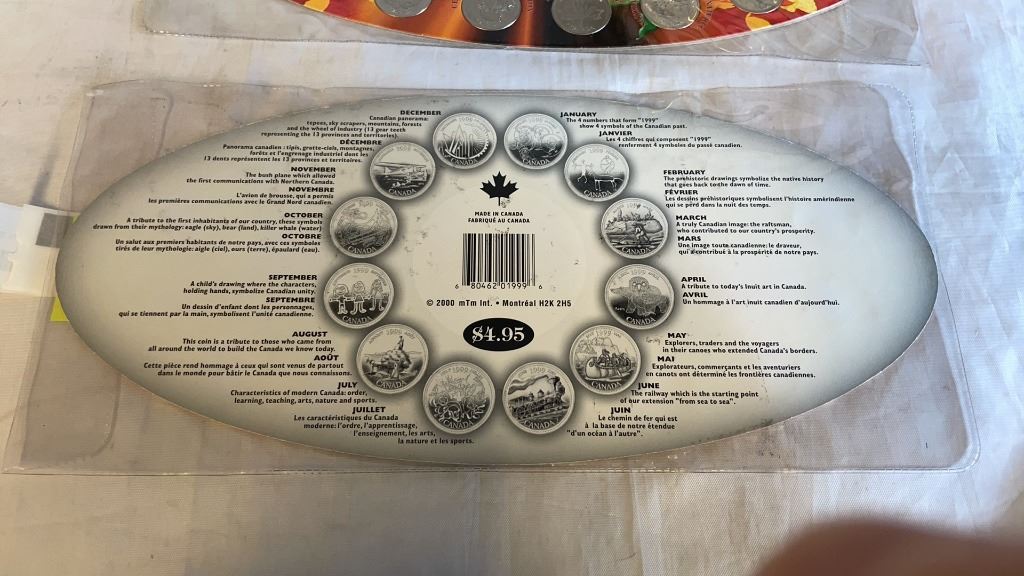 DECEMBER
Canadian panorama:
tepees, sky scrapers, mountains, forests
and the wheel of industry (13 gear teeth
representing the 13 provinces and territories).
DÉCEMBRE
Panorama canadien : tipis, gratte-ciels, montagnes,
forêts et l'engrenage industriel dont les
13 dents représentent les 13 provinces et territoires.
NOVEMBER
The bush plane which allowed
the first communications with Northern Canada.
NOVEMBRE
L'avion de brousse, qui a permis
les premières communications avec le Grand Nord canadien.
OCTOBER
A tribute to the first inhabitants of our country, these symbols
drawn from their mythology: eagle (sky), bear (land), killer whale (water)
OCTOBRE
Un salut aux premiers habitants de notre pays, avec ces symboles
tirés de leur mythologie: aigle (ciel), ours (terre), épaulard (eau).
SEPTEMBER
A child's drawing where the characters,
holding hands, symbolize Canadian unity.
SEPTEMBRE
Un dessin d'enfant dont les personnages,
qui se tiennent par la main, symbolisent l'unité canadienne.
AUGUST
This coin is a tribute to those who came from
all around the world to build the Canada we know today.
AOÛT
Cette pièce rend hommage à ceux qui sont venus de partout
dans le monde pour bâtir le Canada que nous connaissons.
JULY
Characteristics of modern Canada: order,
learning, teaching, arts, nature and sports.
JUILLET
Les caractéristiques du Canada
moderne: l'ordre, l'apprentissage,
l'enseignement, les arts,
la nature et les sports.
MADE IN CANADA
FABRIQUÉ AU CANADA
6 80462 01999 6
© 2000 mTm Int. • Montréal H2K 2H5
$4.95
JANUARY
The 4 numbers that form "1999"
show 4 symbols of the Canadian past.
JANVIER
Les 4 chiffres qui composent "1999"
renferment 4 symboles du passé canadien.
FEBRUARY
The prehistoric drawings symbolize the native history
that goes back to the dawn of time.
FÉVRIER
Les dessins préhistoriques symbolisent l'histoire amérindienne
qui se perd dans la nuit des temps.
MARCH
A truly Canadian image: the raftsman,
who contributed to our country's prosperity.
MARS
Une image toute canadienne: le draveur,
qui a contribué à la prospérité de notre pays.
APRIL
A tribute to today's Inuit art in Canada.
AVRIL
Un hommage à l'art inuit canadien d'aujourd'hui.
MAY
Explorers, traders and the voyagers
in their canoes who extended Canada's borders.
MAI
Explorateurs, commerçants et les aventuriers
en canots ont déterminé les frontières canadiennes.
JUNE
The railway which is the starting point
of our extension "from sea to sea".
JUIN
Le chemin de fer qui est
à la base de notre étendue
"d'un océan à l'autre".
CANADA
CANADA
CANADA
CANADA
1999
1999
1999
1999
CANADA
CANADA
CANADA
CANADA